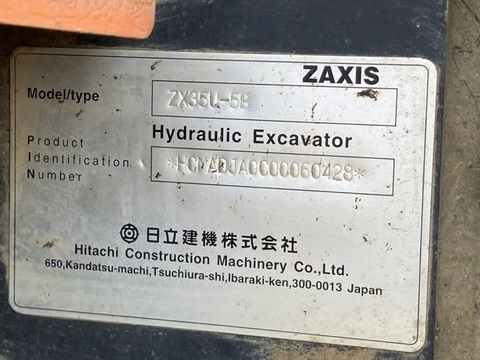 ZAXIS
Model/type ZX35U-5B
Hydraulic Excavator
Product
Identification *HCMADJA0C00060428*
Number
日立建機株式会社
Hitachi Construction Machinery Co.,Ltd.
650,Kandatsu-machi,Tsuchiura-shi,Ibaraki-ken,300-0013 Japan